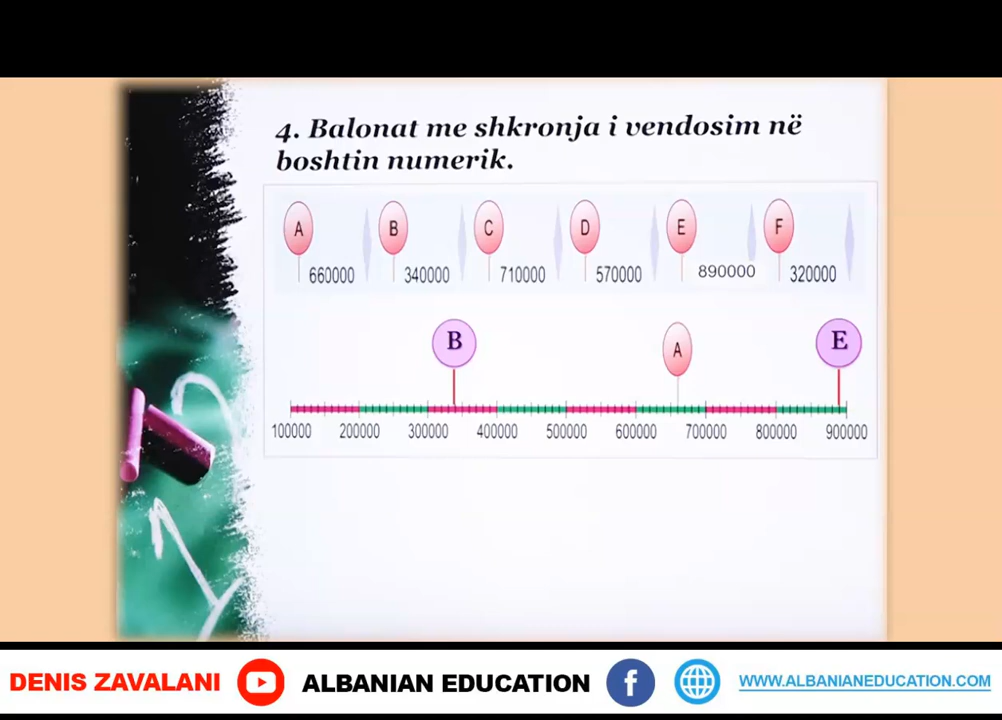 4. Balonat me shkronja i vendosim në
boshtin numerik.
A B C D E F
660000 340000 710000 570000 890000 320000
B A E
100000 200000 300000 400000 500000 600000 700000 800000 900000
DENIS ZAVALANI ALBANIAN EDUCATION f WWW.ALBANIANEDUCATION.COM